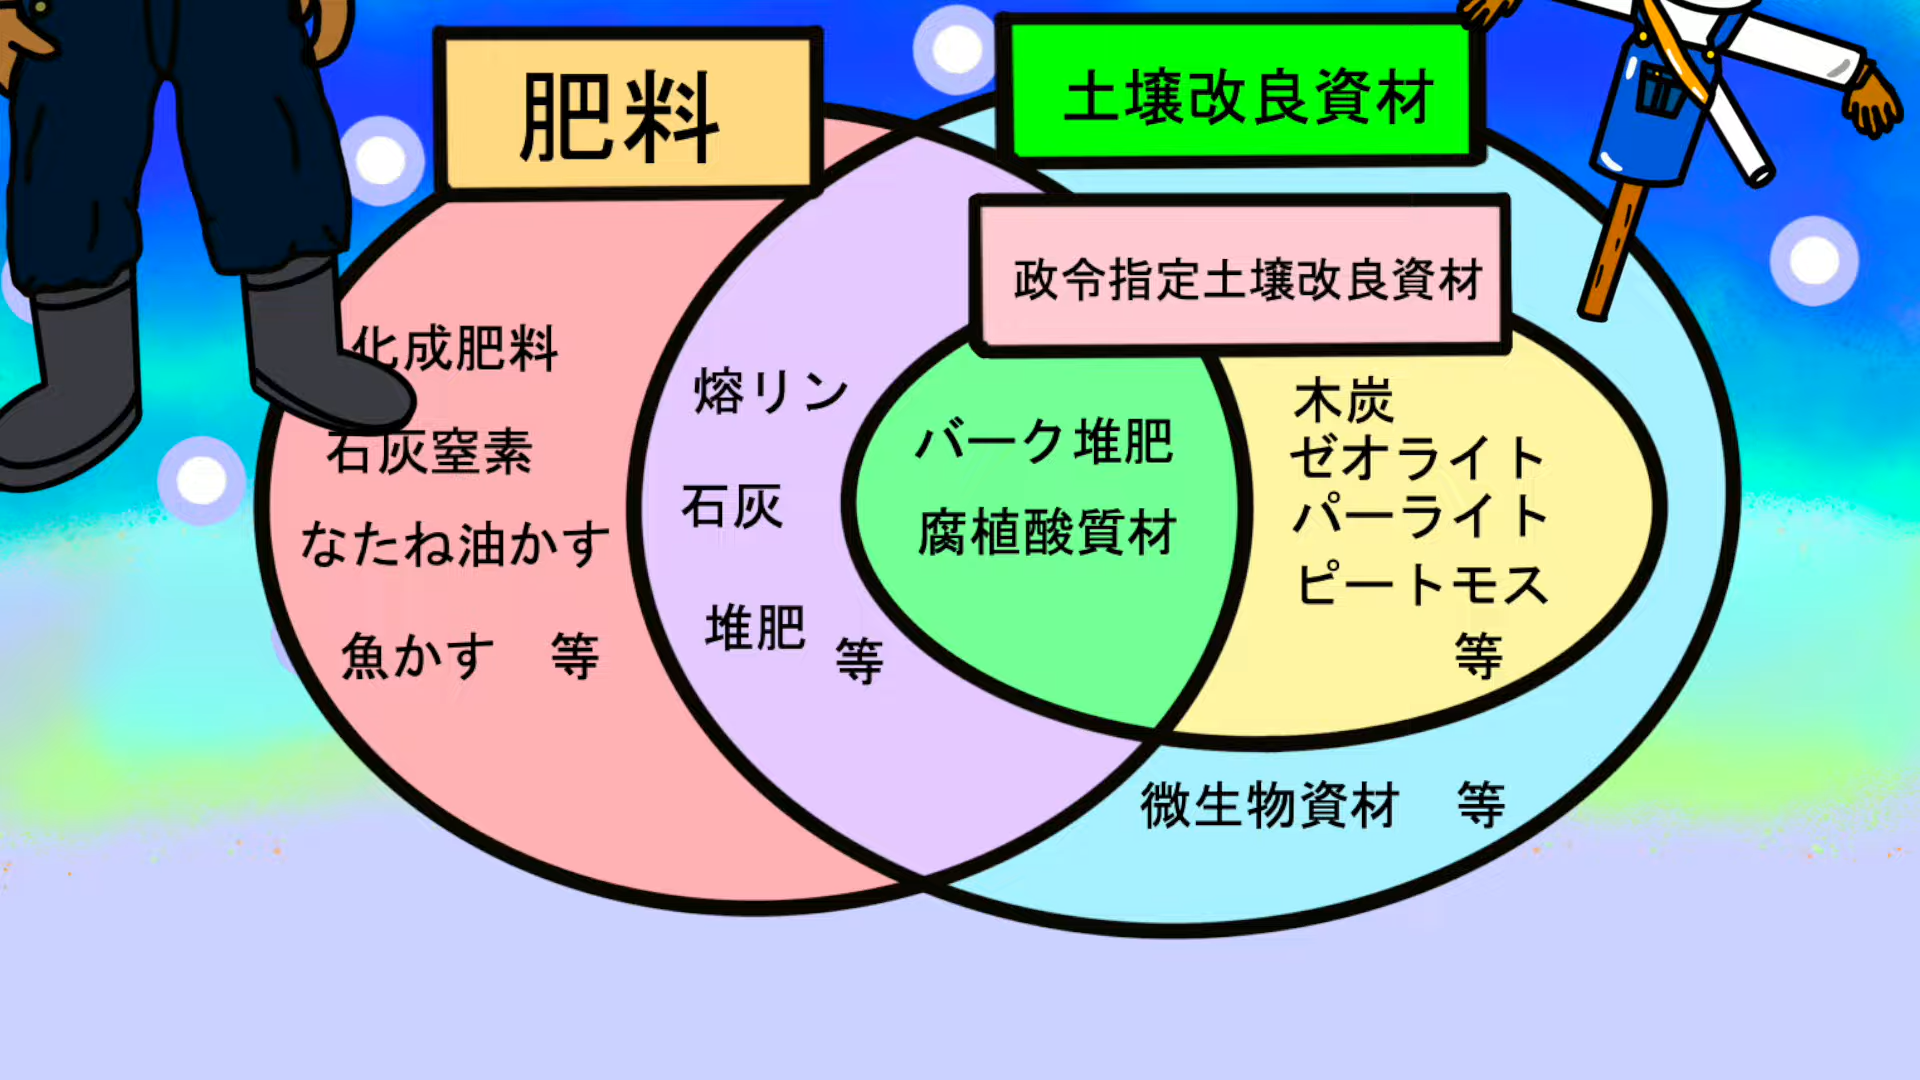 肥料
土壌改良資材
政令指定土壌改良資材
化成肥料
石灰窒素
なたね油かす
魚かす 等
熔リン
石灰
堆肥 等
バーク堆肥
腐植酸質材
木炭
ゼオライト
パーライト
ピートモス
等
微生物資材 等